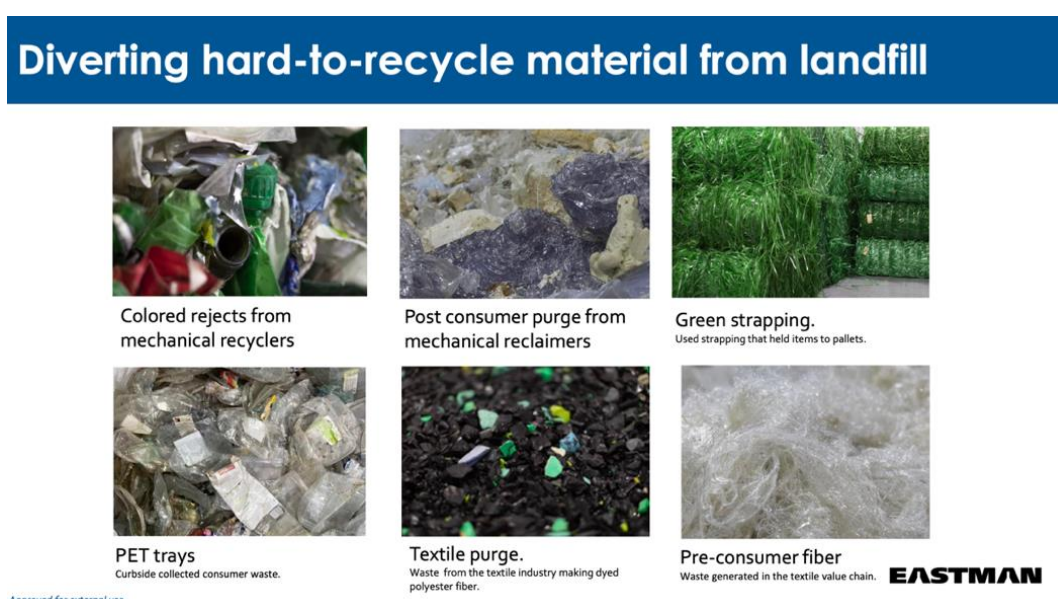 Diverting hard-to-recycle material from landfill
Colored rejects from
mechanical recyclers
Post consumer purge from
mechanical reclaimers
Green strapping.
Used strapping that held items to pallets.
PET trays
Curbside collected consumer waste.
Textile purge.
Waste from the textile industry making dyed
polyester fiber.
Pre-consumer fiber
Waste generated in the textile value chain.
EASTMAN